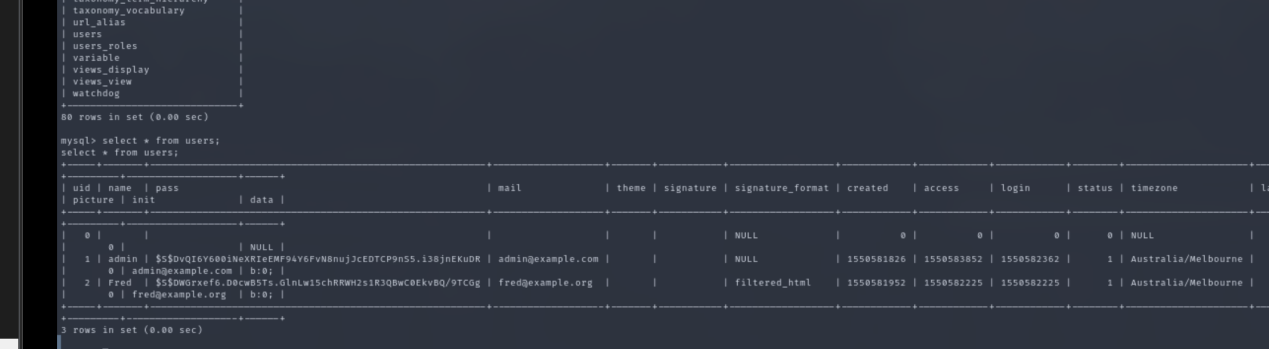 | taxonomy_term_hierarchy |
| taxonomy_vocabulary |
| url_alias |
| users |
| users_roles |
| variable |
| views_display |
| views_view |
| watchdog |
80 rows in set (0.00 sec)
mysql> select * from users;
select * from users;
| uid | name | pass | mail | theme | signature | signature_format | created | access | login | status | timezone | la
| picture | init | data |
| 0 | | | | | | NULL | 0 | 0 | 0 | 0 | NULL |
| 0 | | NULL |
| 1 | admin | $S$DvQI6Y600iNeXRIeEMF94Y6FvN8nujJcEDTCP9nS5.i38jnEKuDR | admin@example.com | | | NULL | 1550581826 | 1550583852 | 1550582362 | 1 | Australia/Melbourne |
| 0 | admin@example.com | b:0; |
| 2 | Fred | $S$DWGrxef6.D0cwB5Ts.GlnLw15chRRWH2s1R3QBwC0EkvBQ/9TCGg | fred@example.org | | | filtered_html | 1550581952 | 1550582225 | 1550582225 | 1 | Australia/Melbourne |
| 0 | fred@example.org | b:0; |
3 rows in set (0.00 sec)